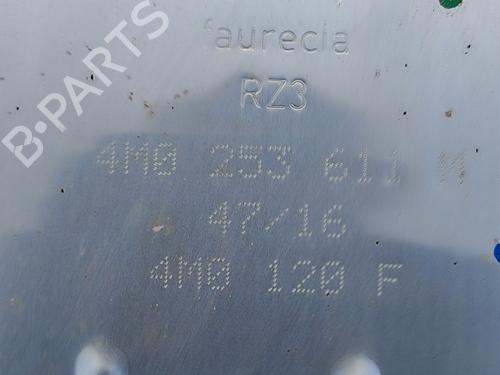 B-PARTS
faurecia
RZ3
4M0 253 611 M
47/16
4M0 120 F